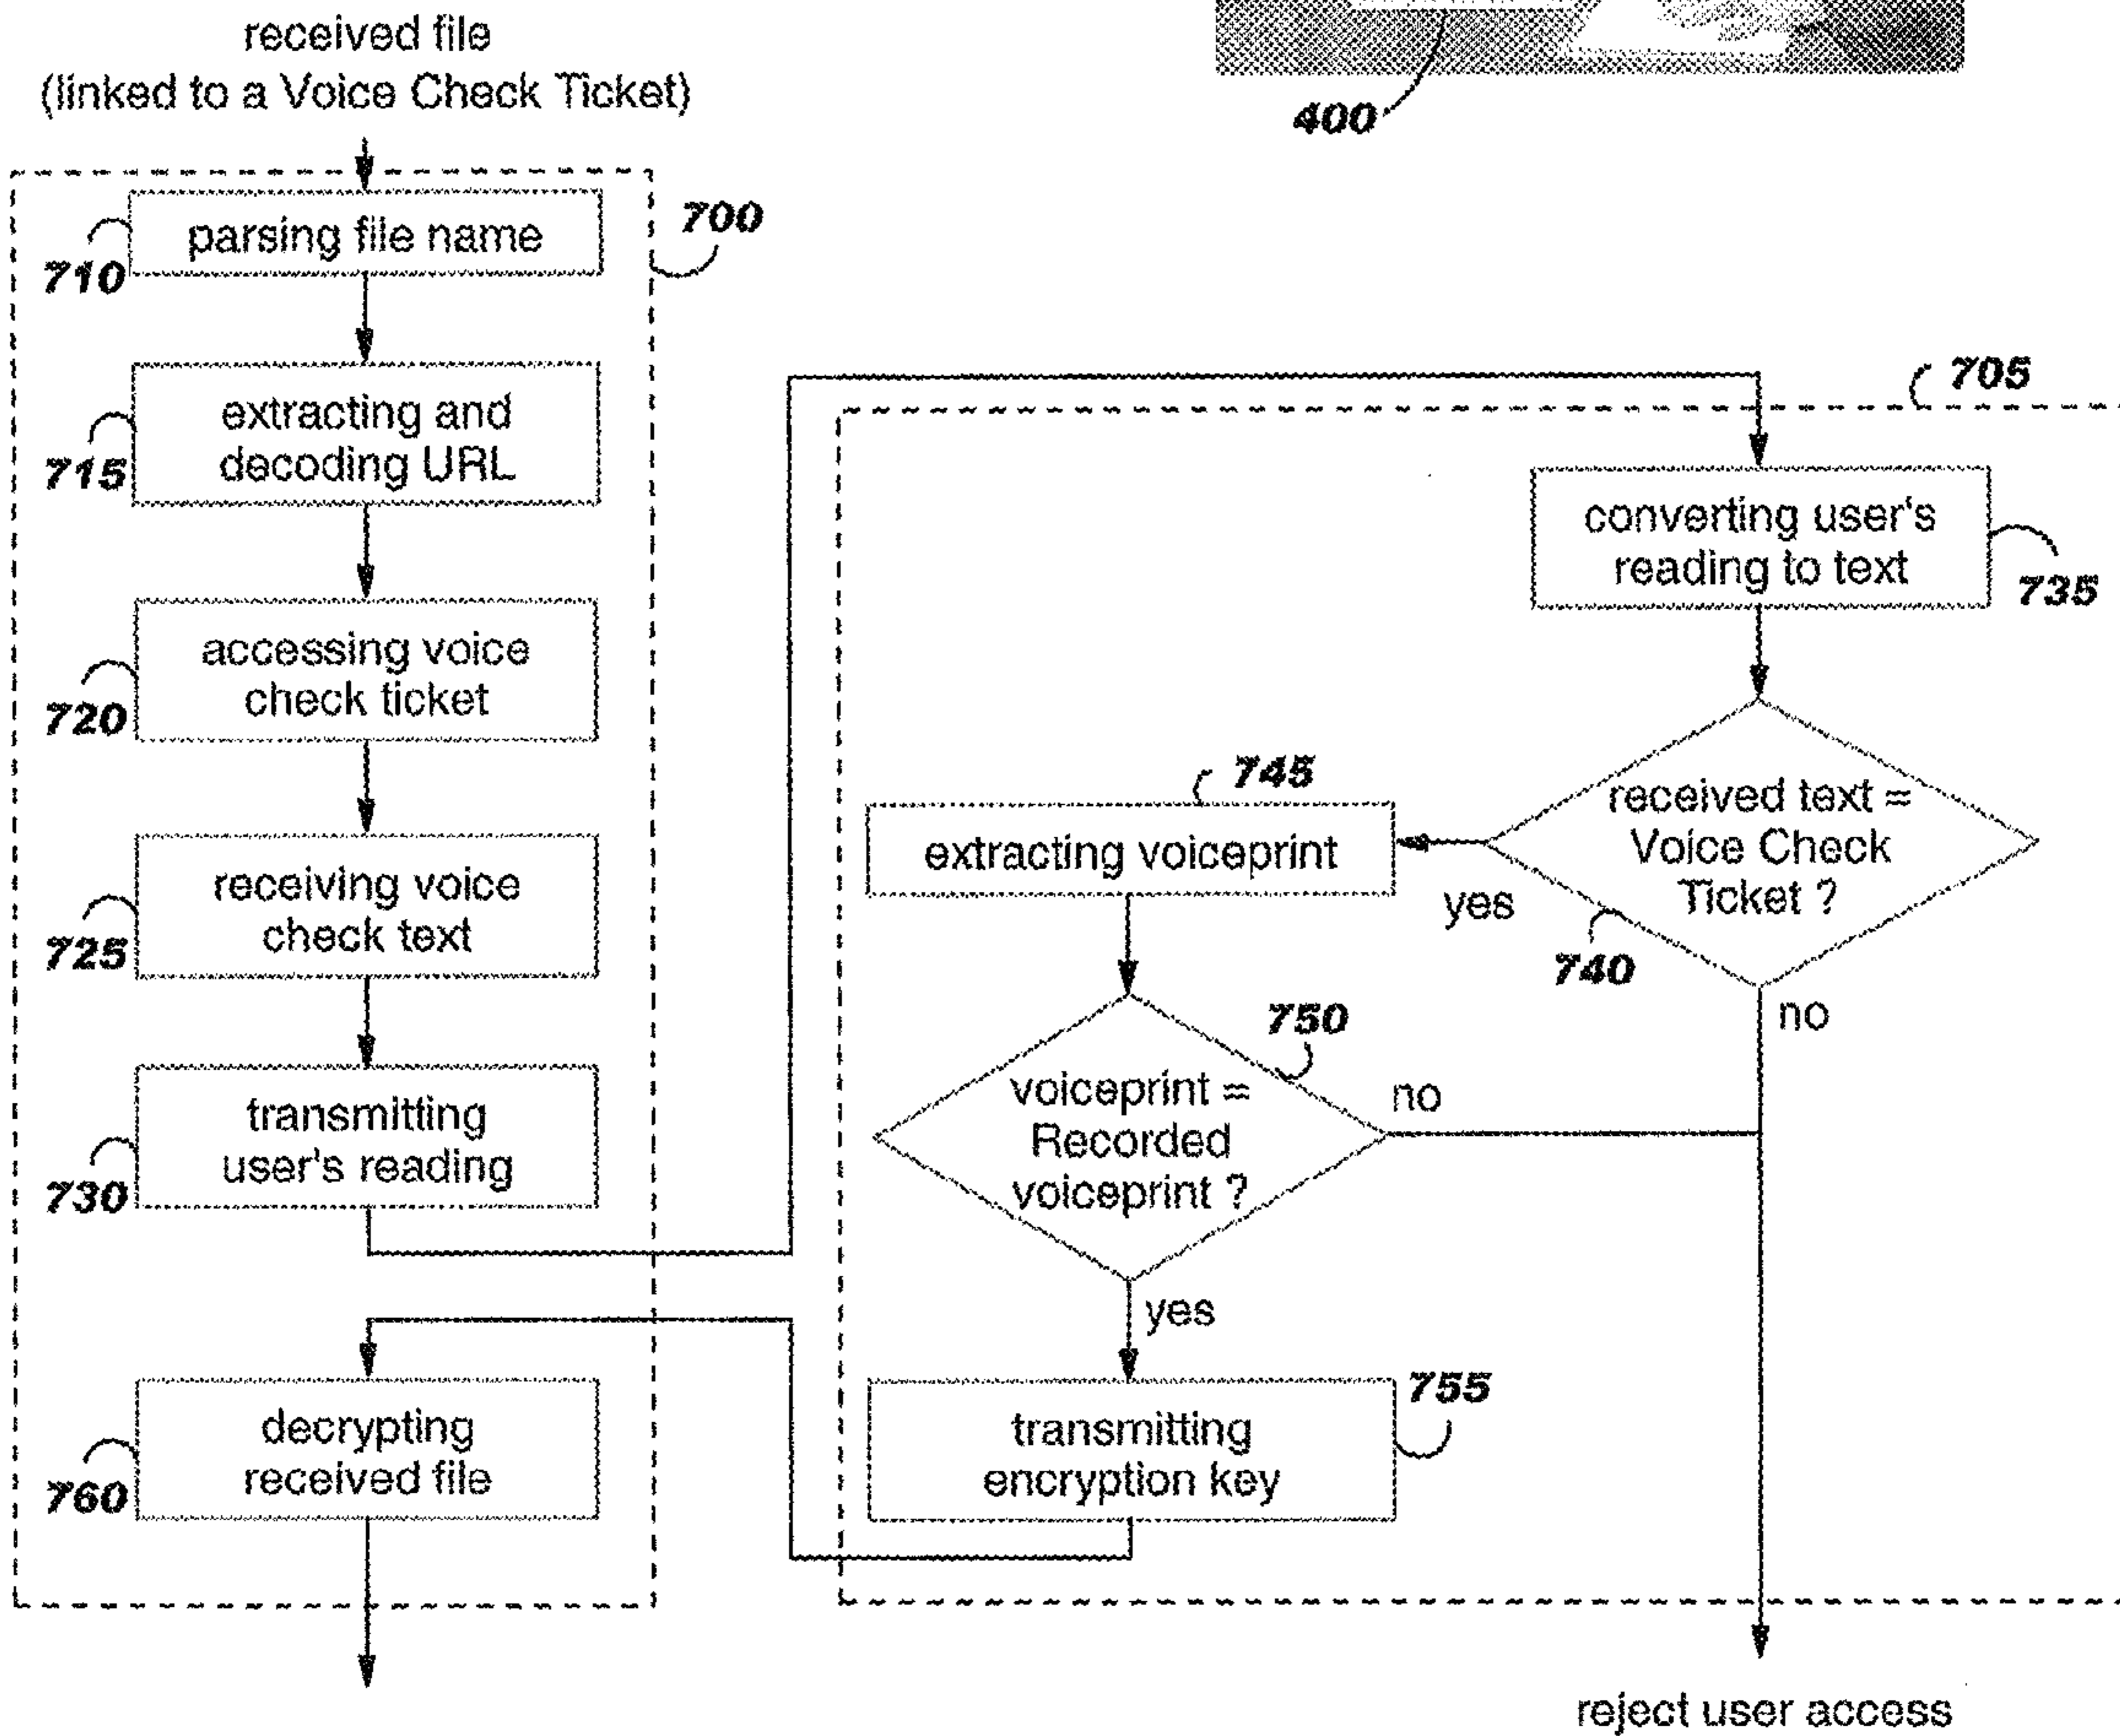 received file
(linked to a Voice Check Ticket)
400
700
710
parsing file name
715
extracting and
decoding URL
720
accessing voice
check ticket
725
receiving voice
check text
730
transmitting
user's reading
760
decrypting
received file
705
converting user's
reading to text
735
received text =
Voice Check
Ticket ?
740
yes
no
745
extracting voiceprint
750
voiceprint =
Recorded
voiceprint ?
no
yes
755
transmitting
encryption key
reject user access